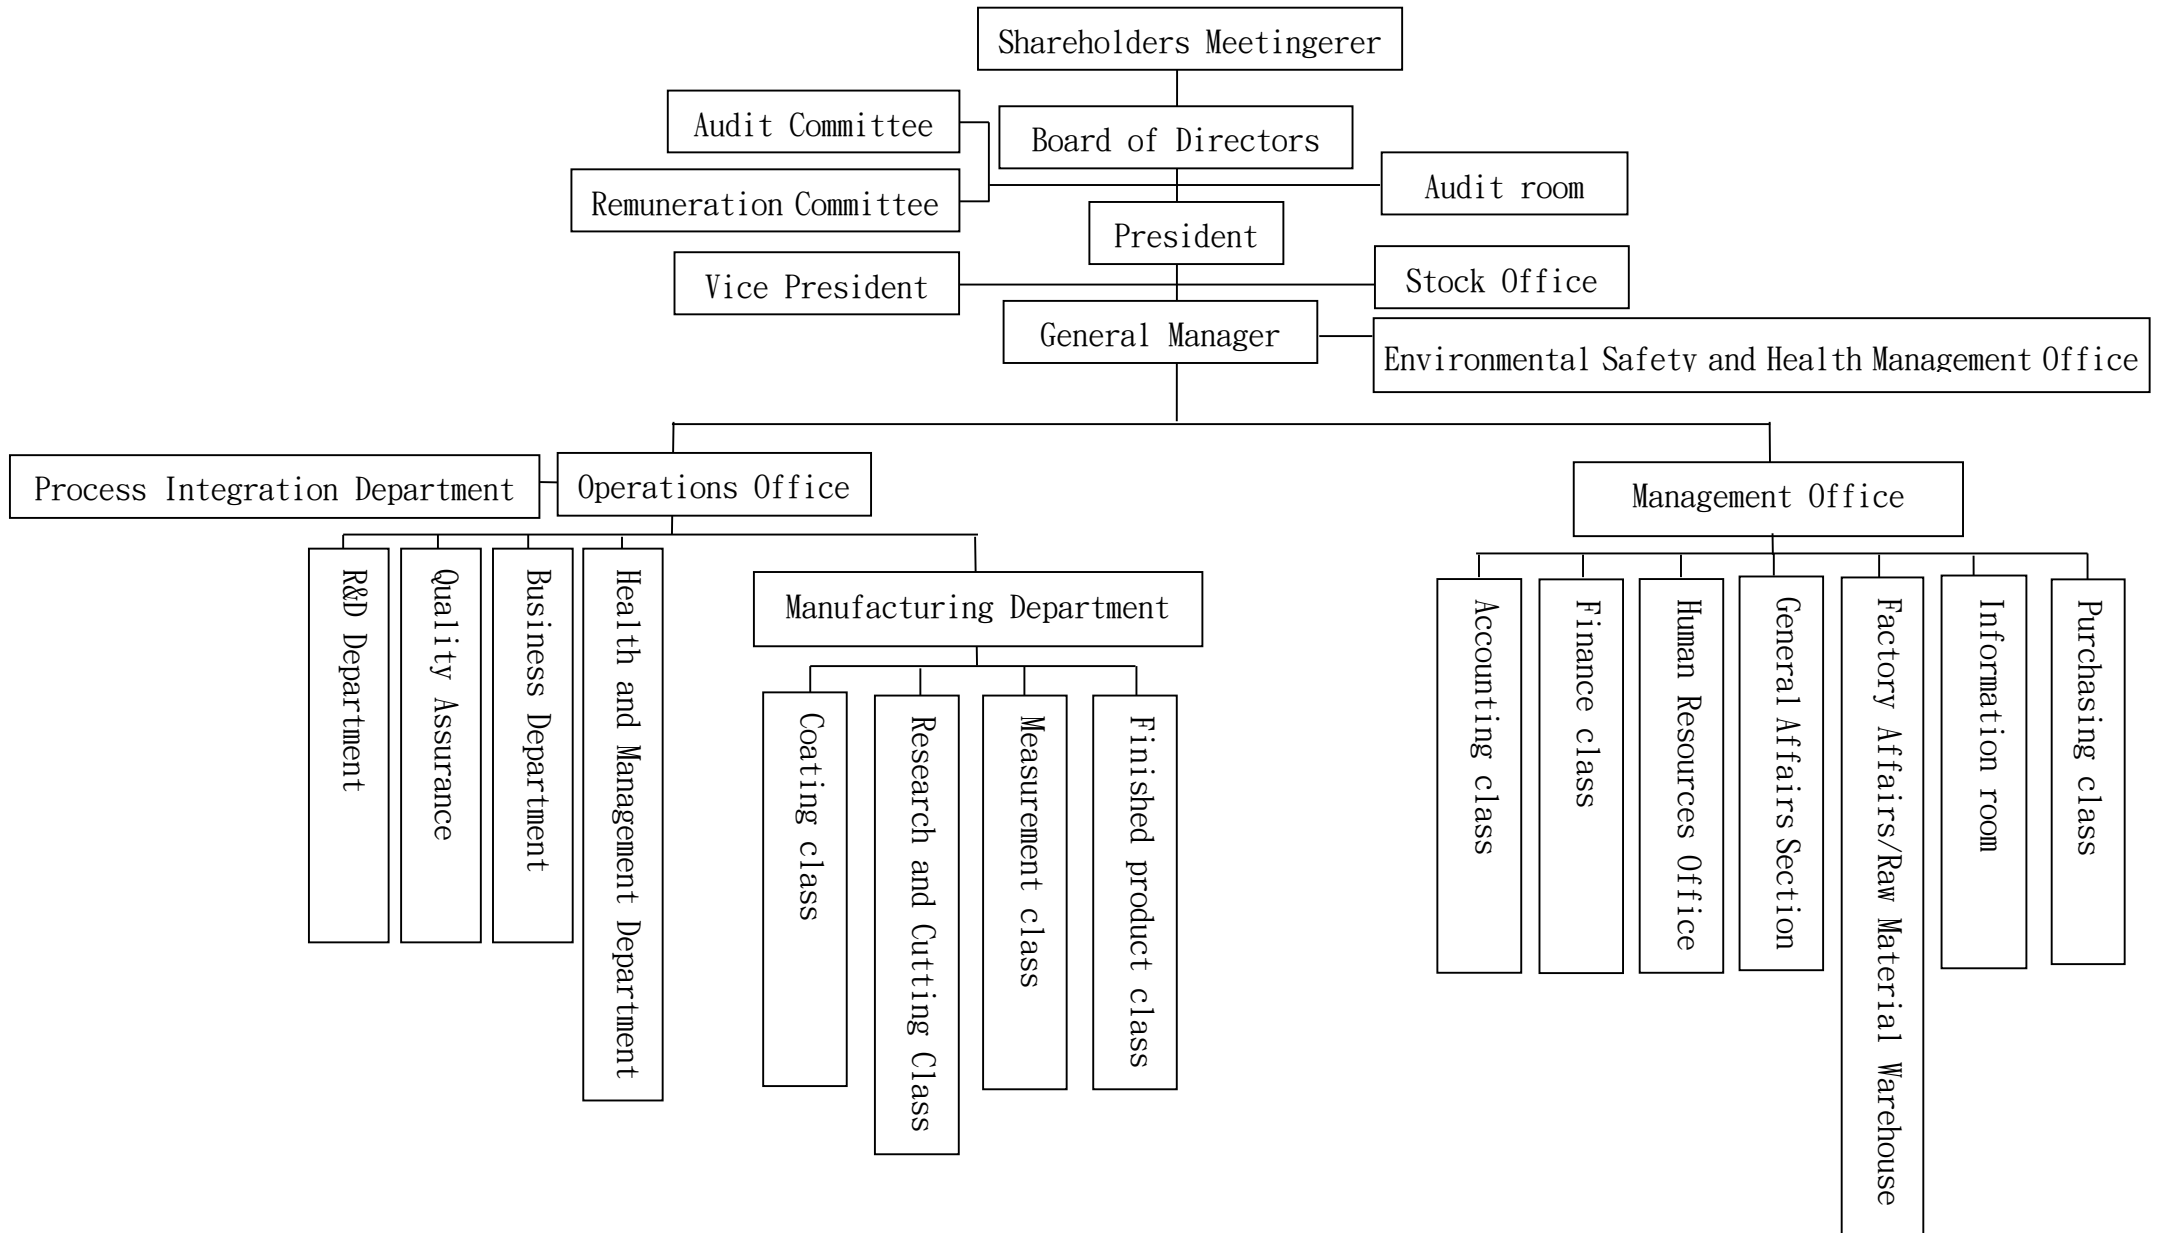 Shareholders Meetingerer
Audit Committee
Board of Directors
Remuneration Committee
Audit room
President
Vice President
Stock Office
General Manager
Environmental Safety and Health Management Office
Process Integration Department
Operations Office
Management Office
R&D Department
Quality Assurance
Business Department
Health and Management Department
Manufacturing Department
Coating class
Research and Cutting Class
Measurement class
Finished product class
Accounting class
Finance class
Human Resources Office
General Affairs Section
Factory Affairs/Raw Material Warehouse
Information room
Purchasing class